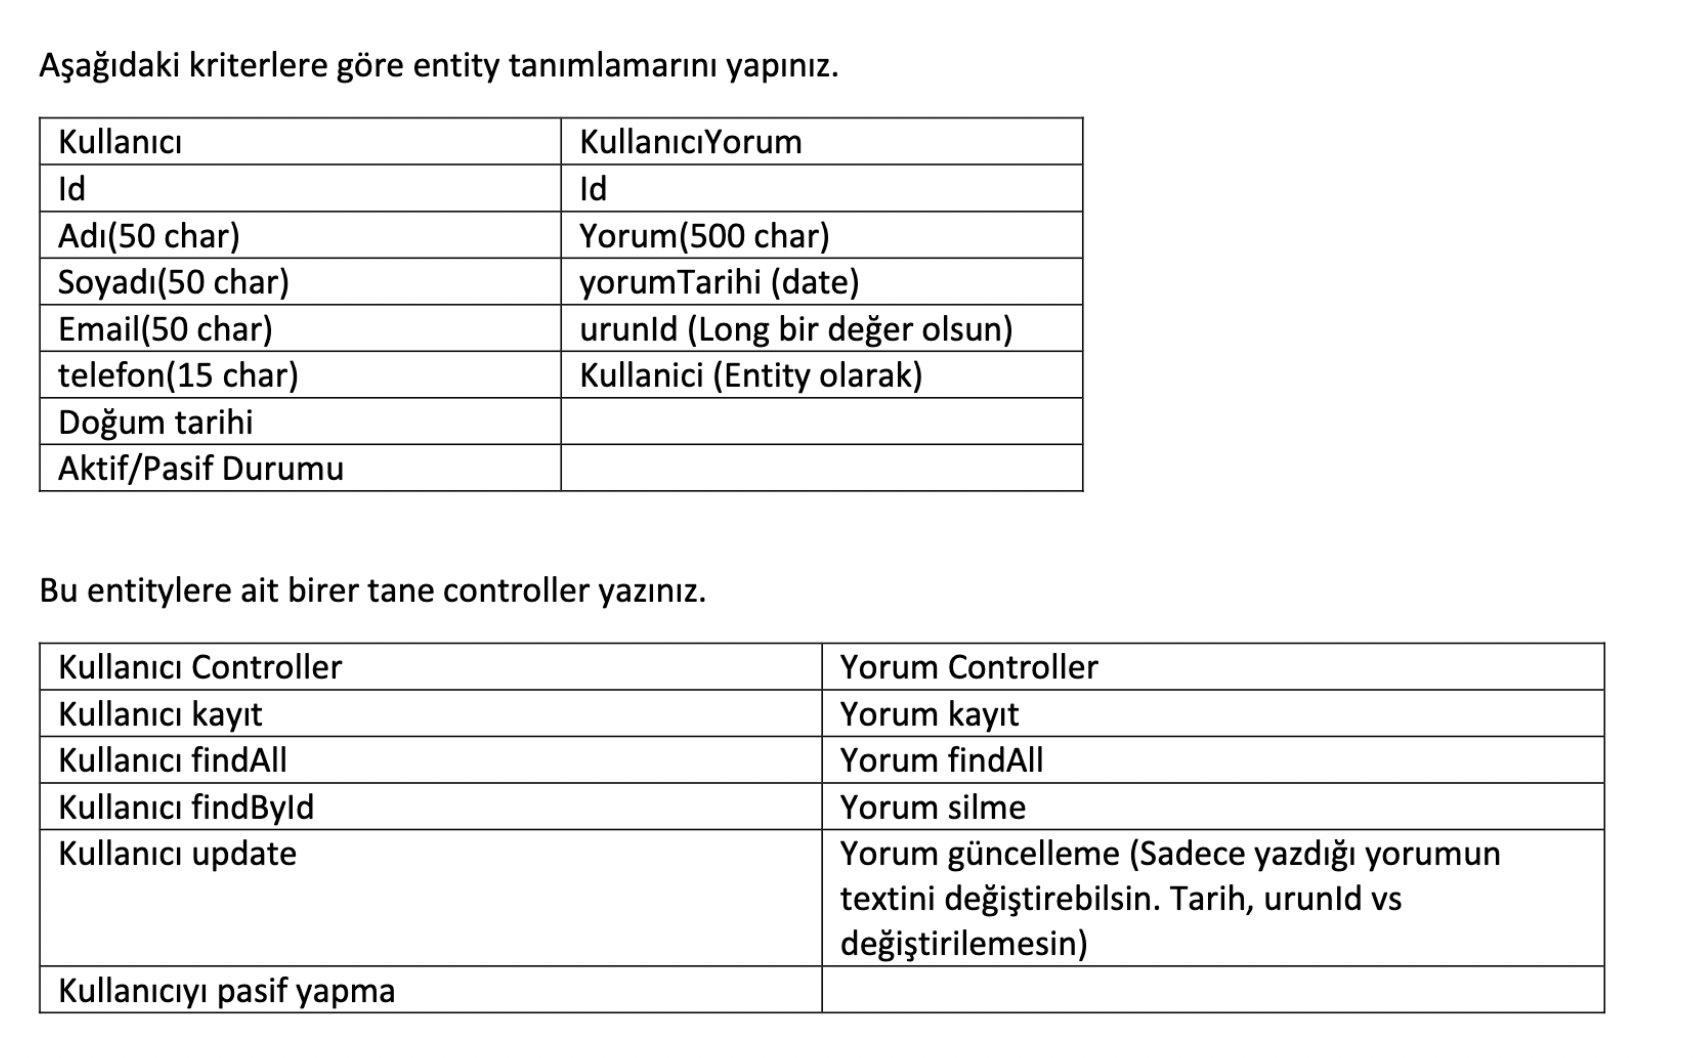 Aşağıdaki kriterlere göre entity tanımlamarını yapınız.
Kullanıcı KullanıcıYorum
Id Id
Adı(50 char) Yorum(500 char)
Soyadı(50 char) yorumTarihi (date)
Email(50 char) urunId (Long bir değer olsun)
telefon(15 char) Kullanici (Entity olarak)
Doğum tarihi
Aktif/Pasif Durumu
Bu entitylere ait birer tane controller yazınız.
Kullanıcı Controller Yorum Controller
Kullanıcı kayıt Yorum kayıt
Kullanıcı findAll Yorum findAll
Kullanıcı findById Yorum silme
Kullanıcı update Yorum güncelleme (Sadece yazdığı yorumun
textini değiştirebilsin. Tarih, urunId vs
değiştirilemesin)
Kullanıcıyı pasif yapma